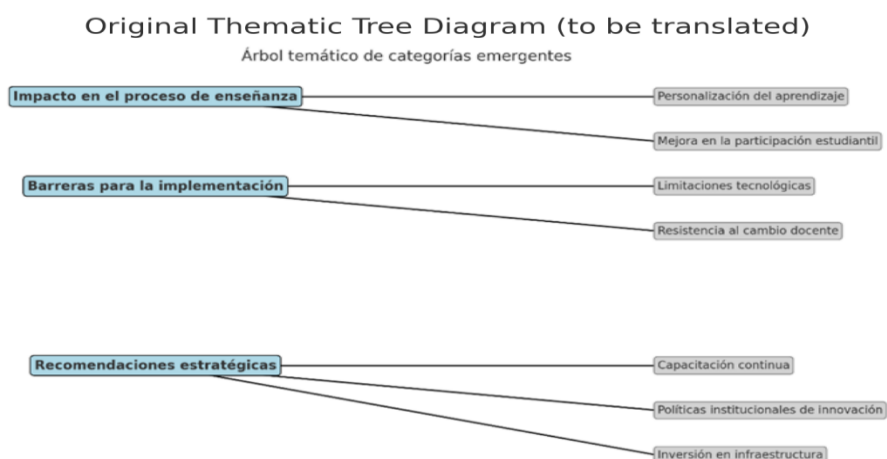 Original Thematic Tree Diagram (to be translated)
Árbol temático de categorías emergentes
Impacto en el proceso de enseñanza
Personalización del aprendizaje
Mejora en la participación estudiantil
Barreras para la implementación
Limitaciones tecnológicas
Resistencia al cambio docente
Recomendaciones estratégicas
Capacitación continua
Políticas institucionales de innovación
Inversión en infraestructura